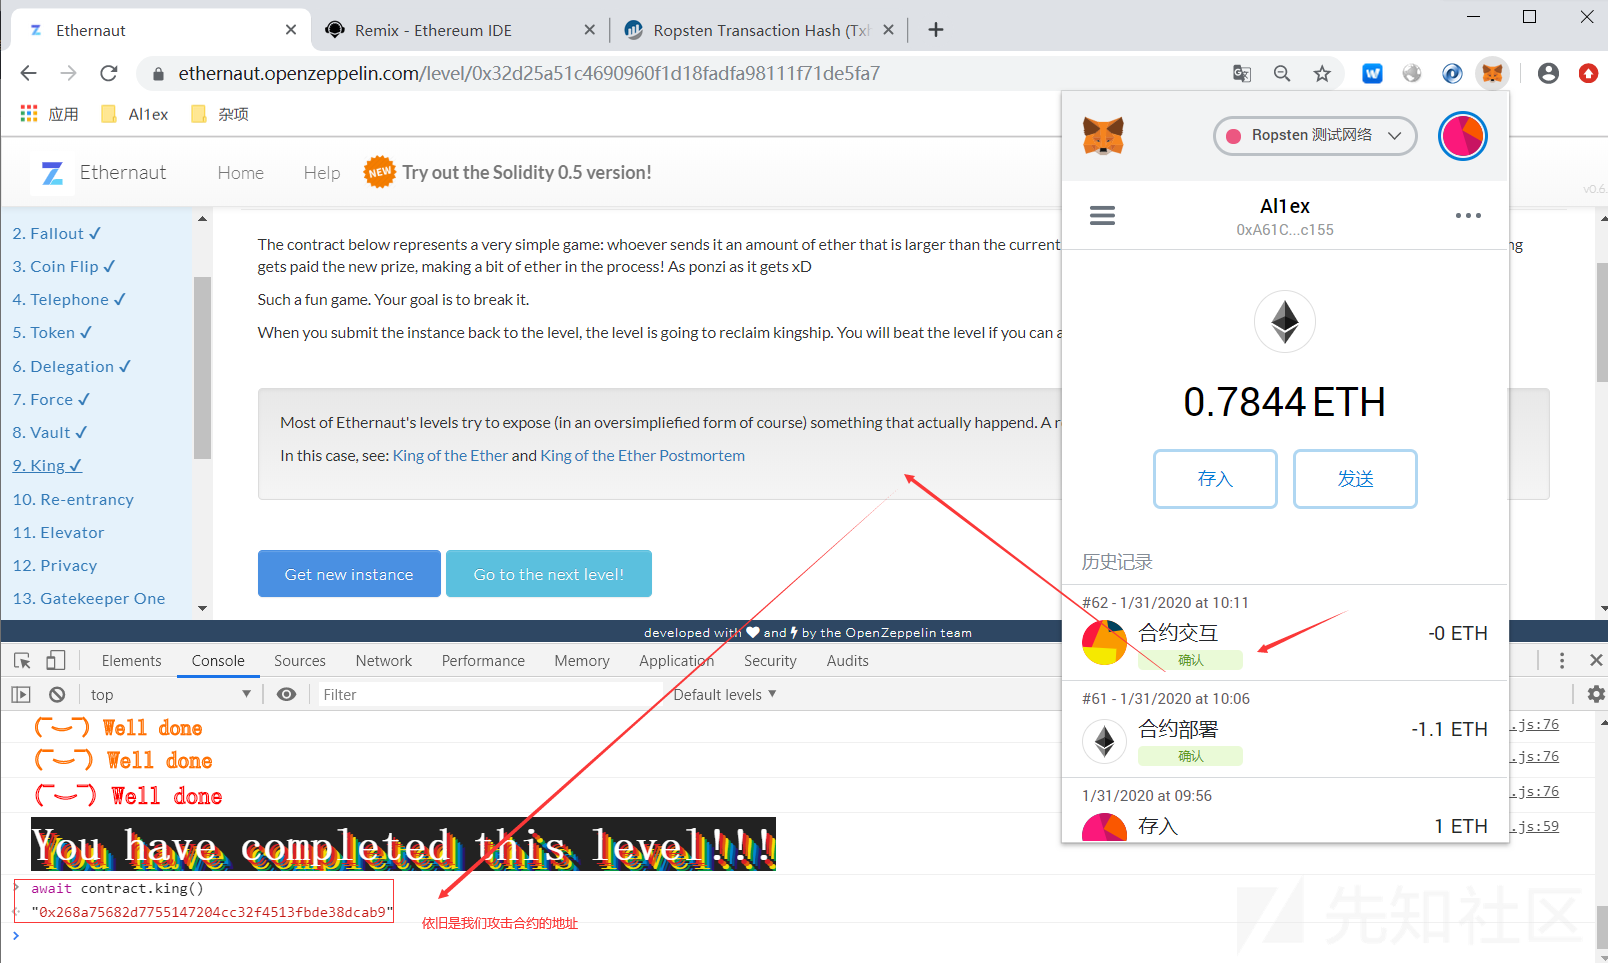 Ethernaut
Remix - Ethereum IDE
Ropsten Transaction Hash (Txh
ethernaut.openzeppelin.com/level/0x32d25a51c4690960f1d18fadfa98111f71de5fa7
应用
Al1ex
杂项
Ethernaut
Home
Help
NEW
Try out the Solidity 0.5 version!
v0.6.
2. Fallout ✓
3. Coin Flip ✓
4. Telephone ✓
5. Token ✓
6. Delegation ✓
7. Force ✓
8. Vault ✓
9. King ✓
10. Re-entrancy
11. Elevator
12. Privacy
13. Gatekeeper One
The contract below represents a very simple game: whoever sends it an amount of ether that is larger than the current
ng
gets paid the new prize, making a bit of ether in the process! As ponzi as it gets xD
Such a fun game. Your goal is to break it.
When you submit the instance back to the level, the level is going to reclaim kingship. You will beat the level if you can a
Most of Ethernaut's levels try to expose (in an oversimpliefied form of course) something that actually happend. A r
In this case, see: King of the Ether and King of the Ether Postmortem
Get new instance
Go to the next level!
developed with ♥ and ϟ by the OpenZeppelin team
Ropsten 测试网络
Al1ex
0xA61C...c155
0.7844 ETH
存入
发送
历史记录
#62 - 1/31/2020 at 10:11
合约交互
-0 ETH
确认
#61 - 1/31/2020 at 10:06
合约部署
-1.1 ETH
确认
1/31/2020 at 09:56
存入
1 ETH
Elements
Console
Sources
Network
Performance
Memory
Application
Security
Audits
top
Filter
Default levels ▼
(¯‿¯) Well done
.js:76
(¯‿¯) Well done
.js:76
(¯‿¯) Well done
.js:76
You have completed this level!!!
.js:59
await contract.king()
"0x268a75682d7755147204cc32f4513fbde38dcab9"
依旧是我们攻击合约的地址
先知社区